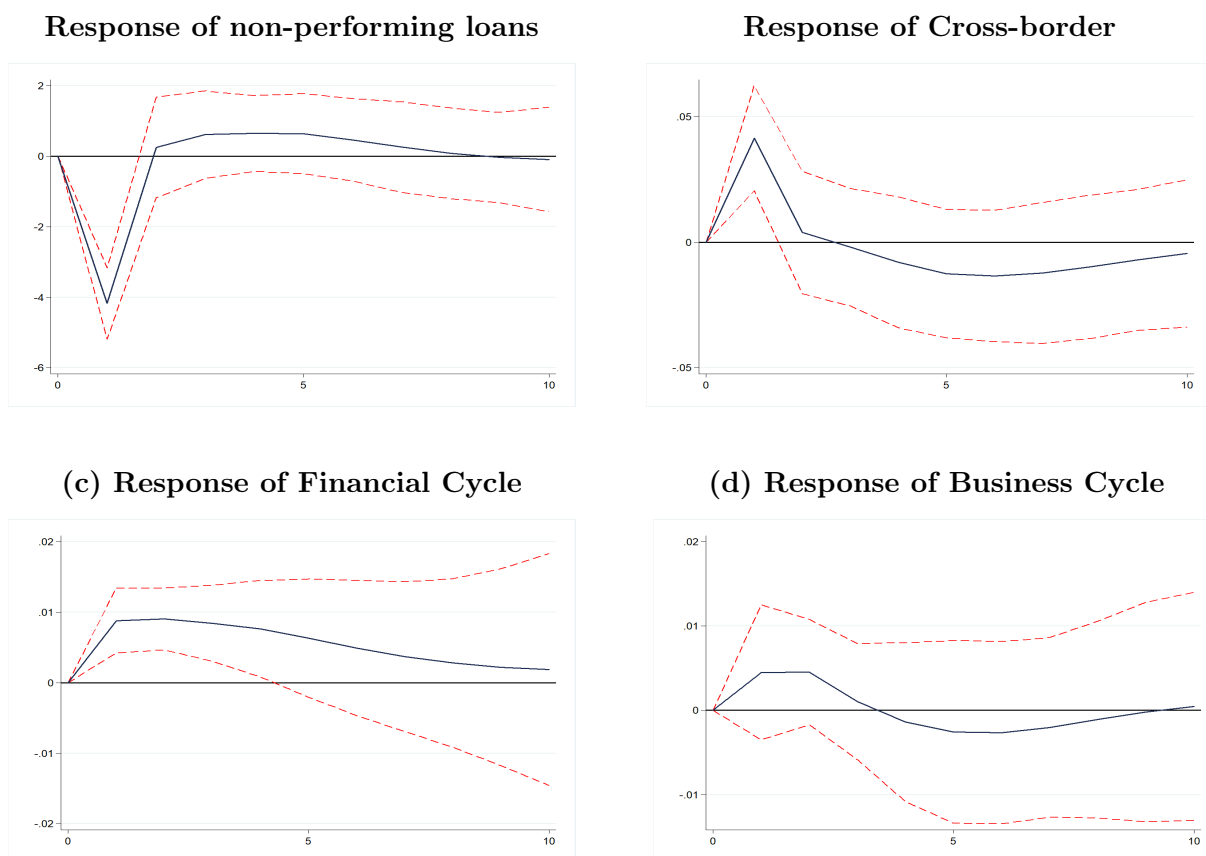 Response of non-performing loans
Response of Cross-border
2
0
-2
-4
-6
0 5 10
.05
0
-.05
0 5 10
(c) Response of Financial Cycle
(d) Response of Business Cycle
.02
.01
0
-.01
-.02
0 5 10
.02
.01
0
-.01
0 5 10